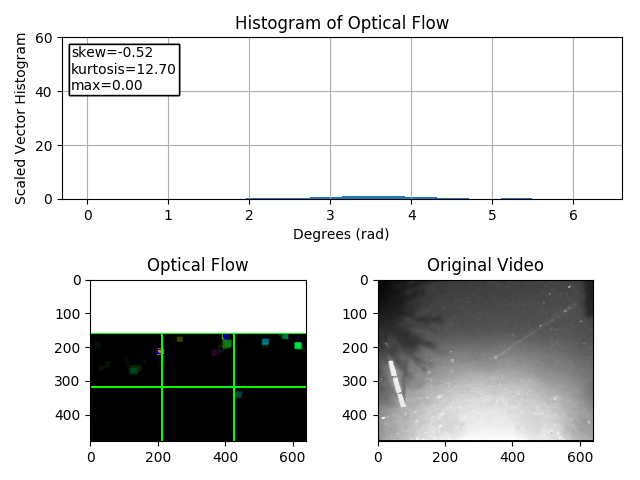 Histogram of Optical Flow
Scaled Vector Histogram
60
40
20
0
skew=-0.52
kurtosis=12.70
max=0.00
0 1 2 3 4 5 6
Degrees (rad)
Optical Flow
0
100
200
300
400
0 200 400 600
Original Video
0
100
200
300
400
0 200 400 600